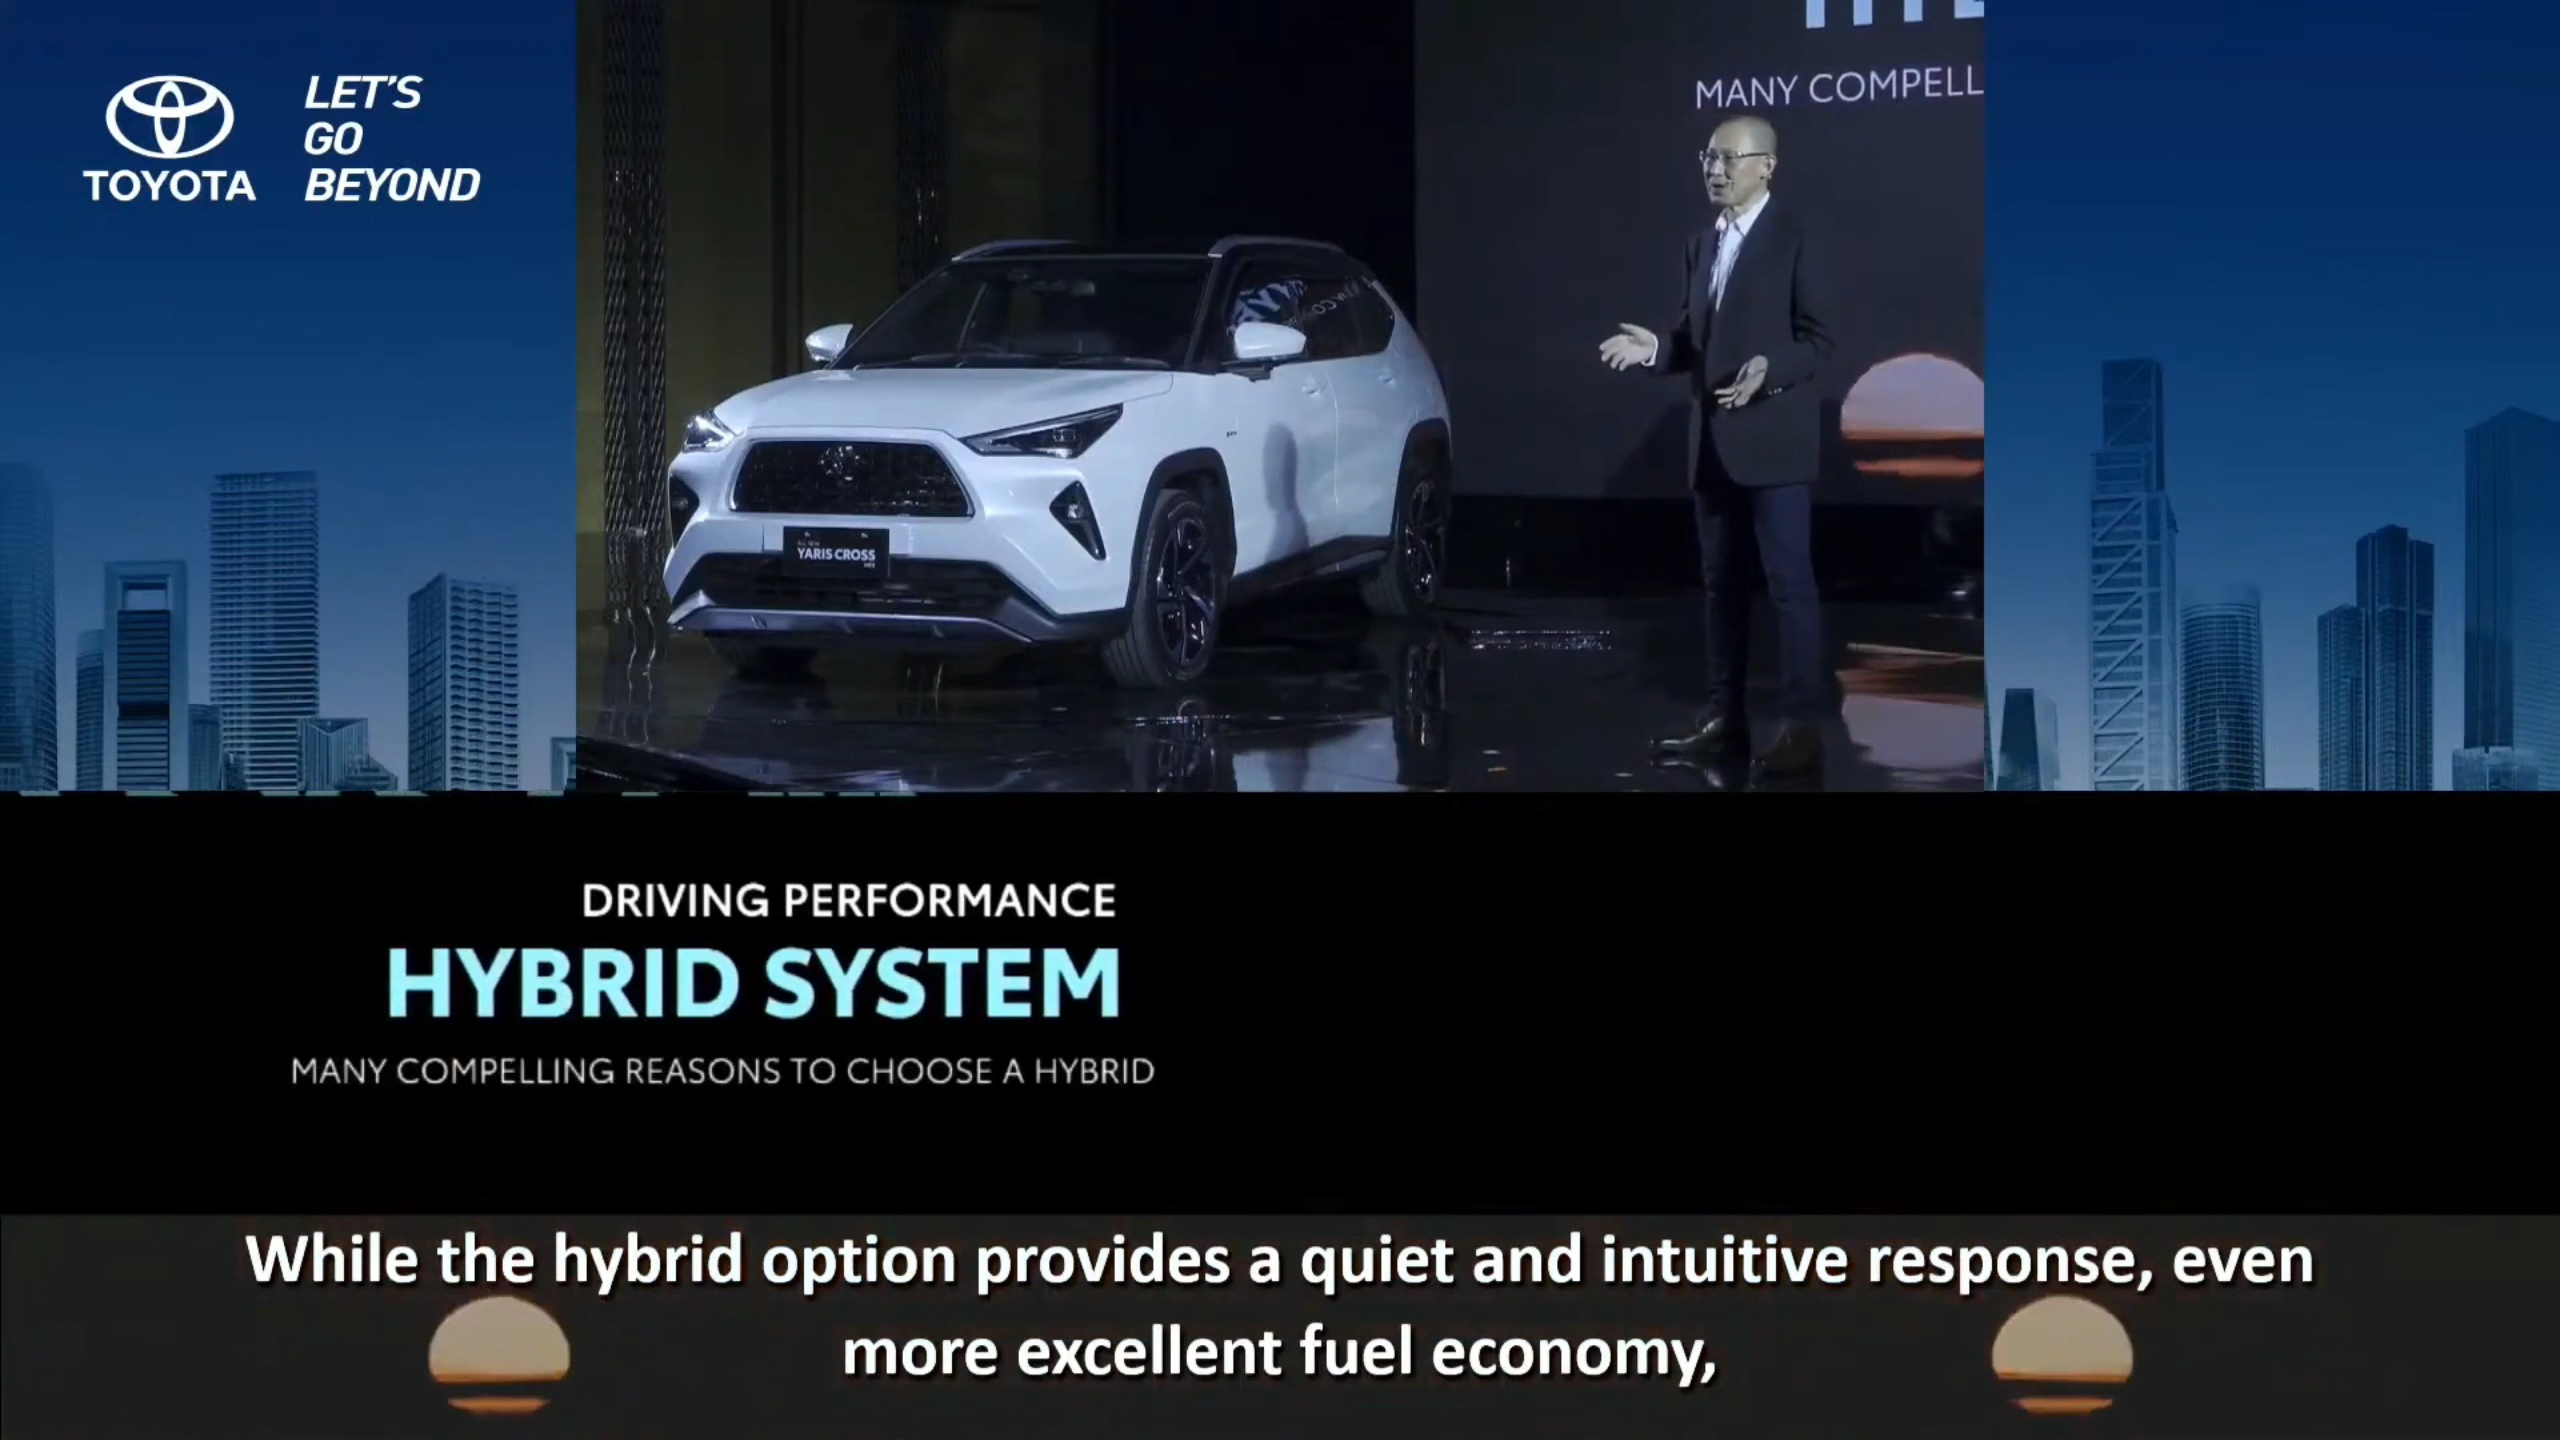 TOYOTA
LET'S
GO
BEYOND
MANY COMPELL
ALL NEW
YARIS CROSS
HEV
DRIVING PERFORMANCE
HYBRID SYSTEM
MANY COMPELLING REASONS TO CHOOSE A HYBRID
While the hybrid option provides a quiet and intuitive response, even
more excellent fuel economy,